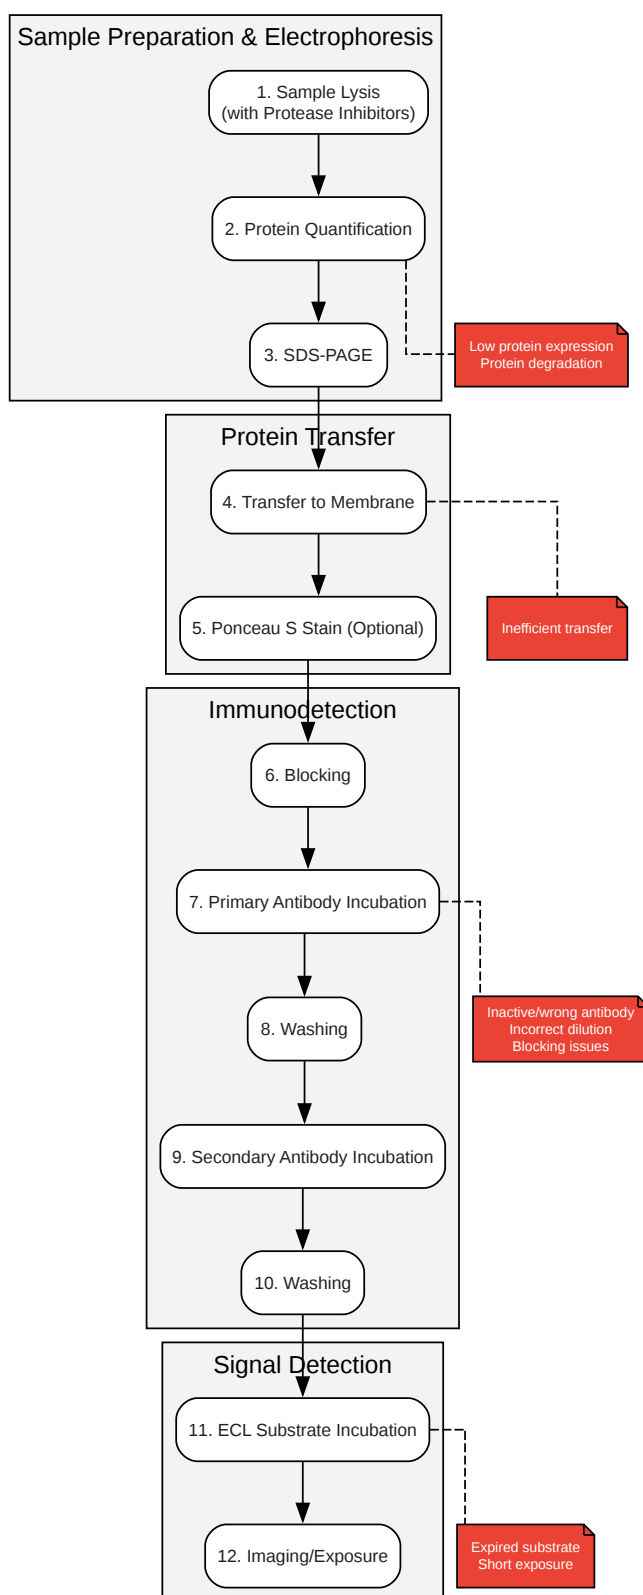 Sample Preparation & Electrophoresis
1. Sample Lysis
(with Protease Inhibitors)
2. Protein Quantification
3. SDS-PAGE
Low protein expression
Protein degradation
Protein Transfer
4. Transfer to Membrane
5. Ponceau S Stain (Optional)
Inefficient transfer
Immunodetection
6. Blocking
7. Primary Antibody Incubation
8. Washing
Inactive/wrong antibody
Incorrect dilution
Blocking issues
9. Secondary Antibody Incubation
10. Washing
Signal Detection
11. ECL Substrate Incubation
12. Imaging/Exposure
Expired substrate
Short exposure